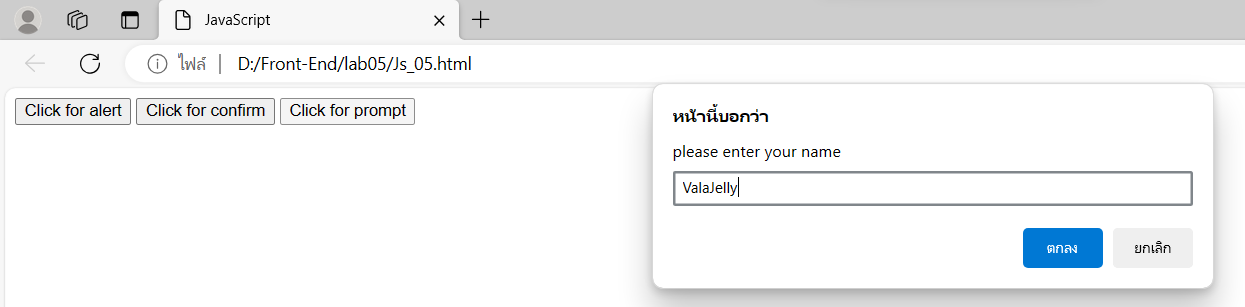 JavaScript
ไฟล์ | D:/Front-End/lab05/Js_05.html
Click for alert Click for confirm Click for prompt
หน้านี้บอกว่า
please enter your name
ValaJelly
ตกลง ยกเลิก